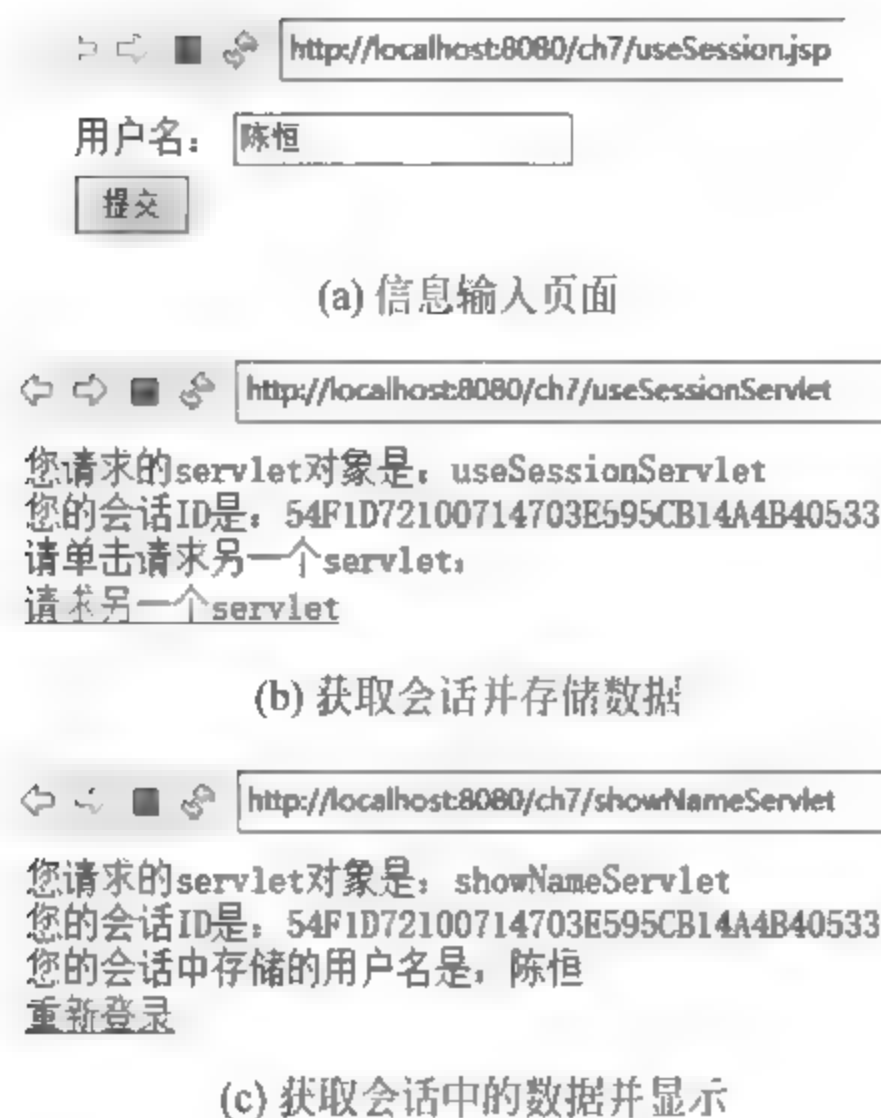 http://localhost:8080/ch7/useSession.jsp
用户名：陈恒
提交
(a) 信息输入页面
http://localhost:8080/ch7/useSessionServlet
您请求的servlet对象是：useSessionServlet
您的会话ID是：54F1D72100714703E595CB14A4B40533
请单击请求另一个servlet：
请求另一个servlet
(b) 获取会话并存储数据
http://localhost:8080/ch7/showNameServlet
您请求的servlet对象是：showNameServlet
您的会话ID是：54F1D72100714703E595CB14A4B40533
您的会话中存储的用户名是：陈恒
重新登录
(c) 获取会话中的数据并显示